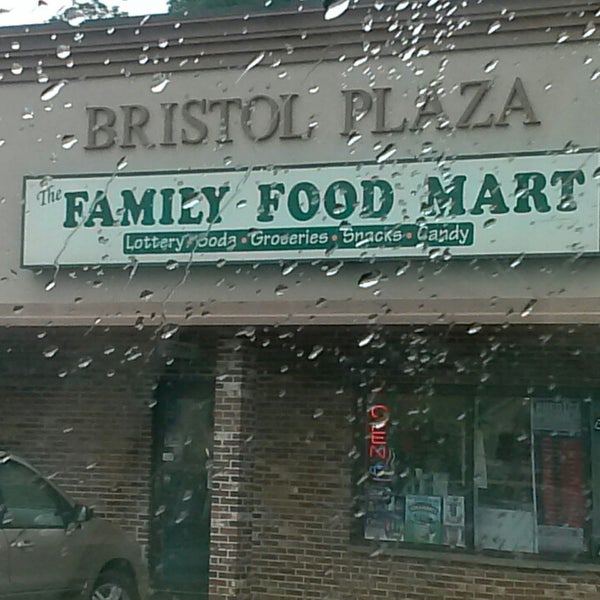 BRISTOL PLAZA
The
FAMILY FOOD MART
Lottery • Soda • Groceries • Snacks • Candy
OPEN